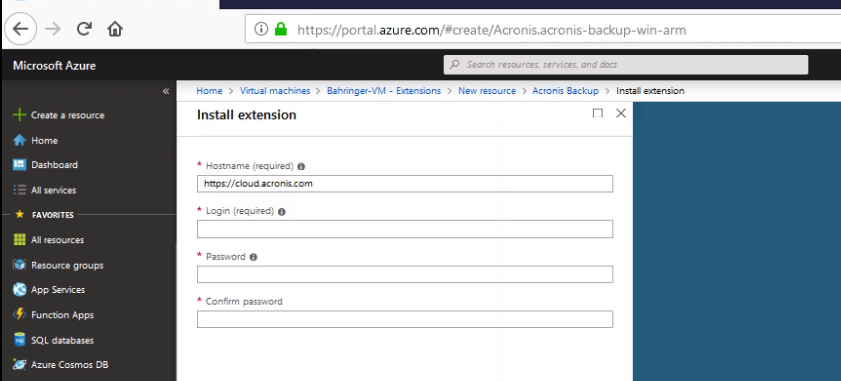 https://portal.azure.com/#create/Acronis.acronis-backup-win-arm
Microsoft Azure
Search resources, services, and docs
«
Home > Virtual machines > Bahringer-VM - Extensions > New resource > Acronis Backup > Install extension
Create a resource
Home
Dashboard
All services
FAVORITES
All resources
Resource groups
App Services
Function Apps
SQL databases
Azure Cosmos DB
Install extension
* Hostname (required)
https://cloud.acronis.com
* Login (required)
* Password
* Confirm password